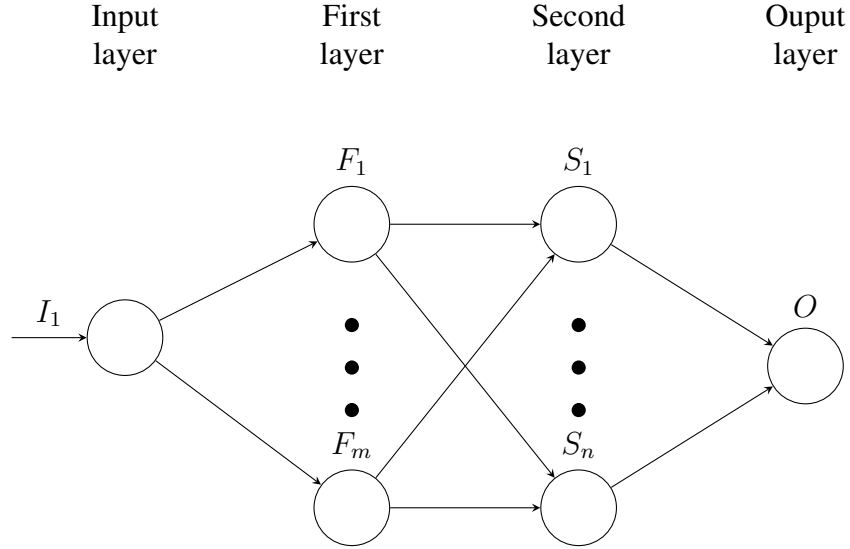 Input First Second Ouput
layer layer layer layer
F₁ S₁
I₁ O
Fₘ Sₙ